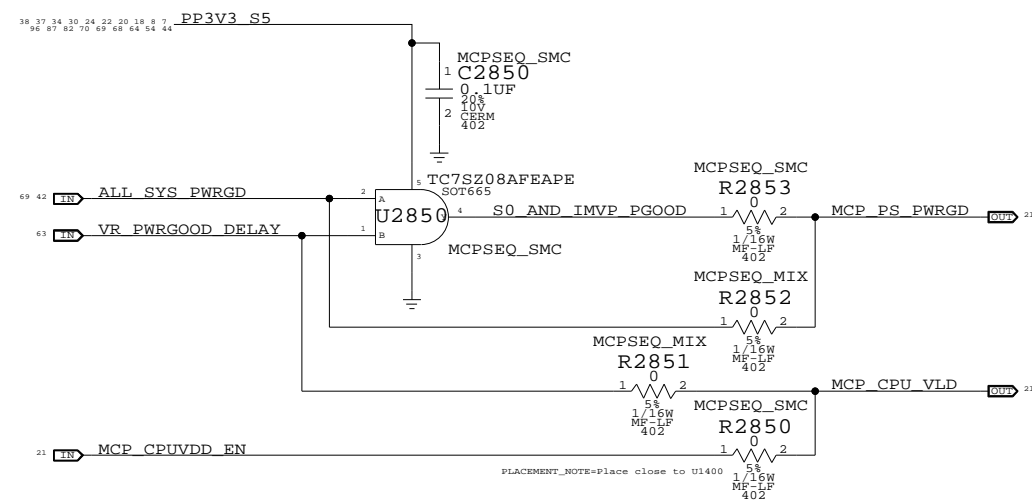 38 37 34 30 24 22 20 18 8 7
96 87 82 70 69 68 64 54 44
PP3V3_S5
MCPSEQ_SMC
1
C2850
0.1UF
20%
10V
2
CERM
402
5
TC7SZ08AFEAPE
SOT665
69 42 IN ALL_SYS_PWRGD
2 A
U2850
Y 4
S0_AND_IMVP_PGOOD
MCPSEQ_SMC
R2853
0
1 2
5%
1/16W
MF-LF
402
MCP_PS_PWRGD
OUT 21
63 IN VR_PWRGOOD_DELAY
1 B
3
MCPSEQ_SMC
MCPSEQ_MIX
R2852
0
1 2
5%
1/16W
MF-LF
402
MCPSEQ_MIX
R2851
0
1 2
5%
1/16W
MF-LF
402
MCP_CPU_VLD
OUT 21
MCPSEQ_SMC
R2850
0
1 2
5%
1/16W
MF-LF
402
21 IN MCP_CPUVDD_EN
PLACEMENT_NOTE=Place close to U1400